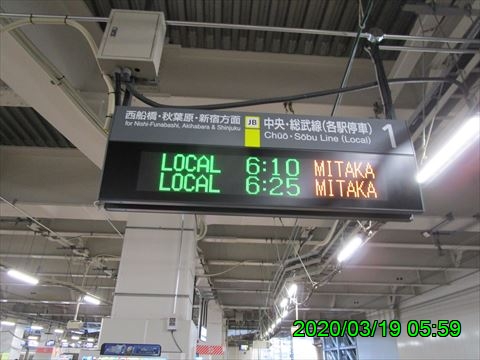 西船橋・秋葉原・新宿方面
for Nishi-Funabashi, Akihabara & Shinjuku
JB
中央・総武線(各駅停車)
Chūō・Sōbu Line (Local)
1
LOCAL 6:10 MITAKA
LOCAL 6:25 MITAKA
2020/03/19 05:59